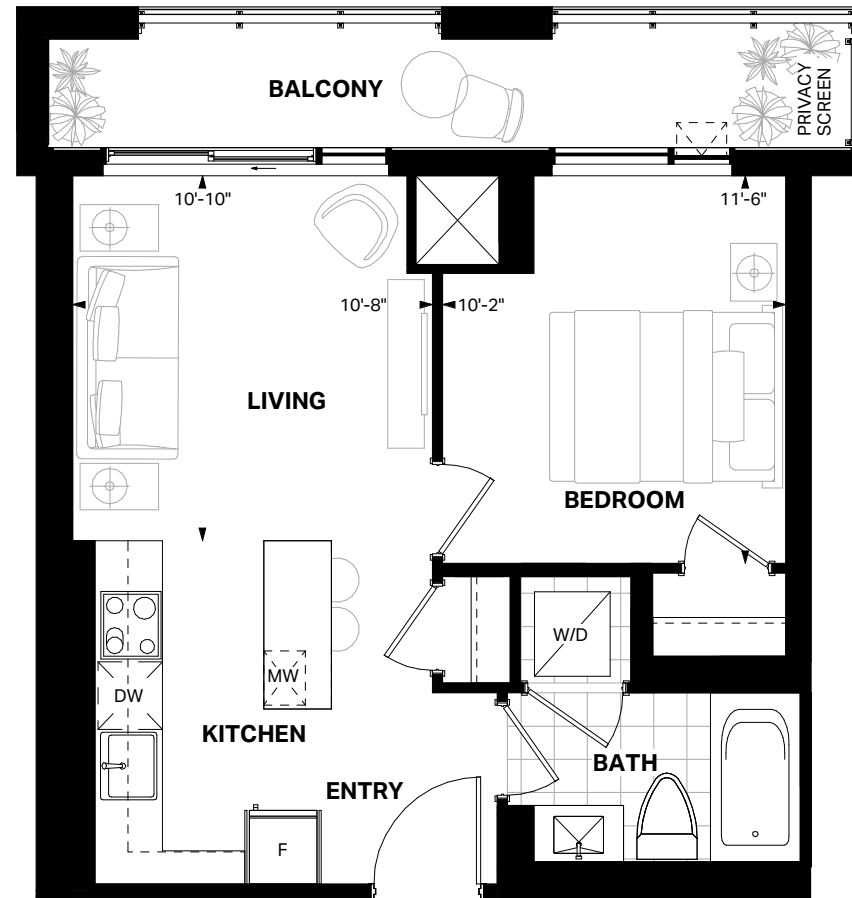 BALCONY
PRIVACY
SCREEN
10'-10"
11'-6"
10'-8"
10'-2"
LIVING
BEDROOM
W/D
MW
DW
KITCHEN
BATH
ENTRY
F